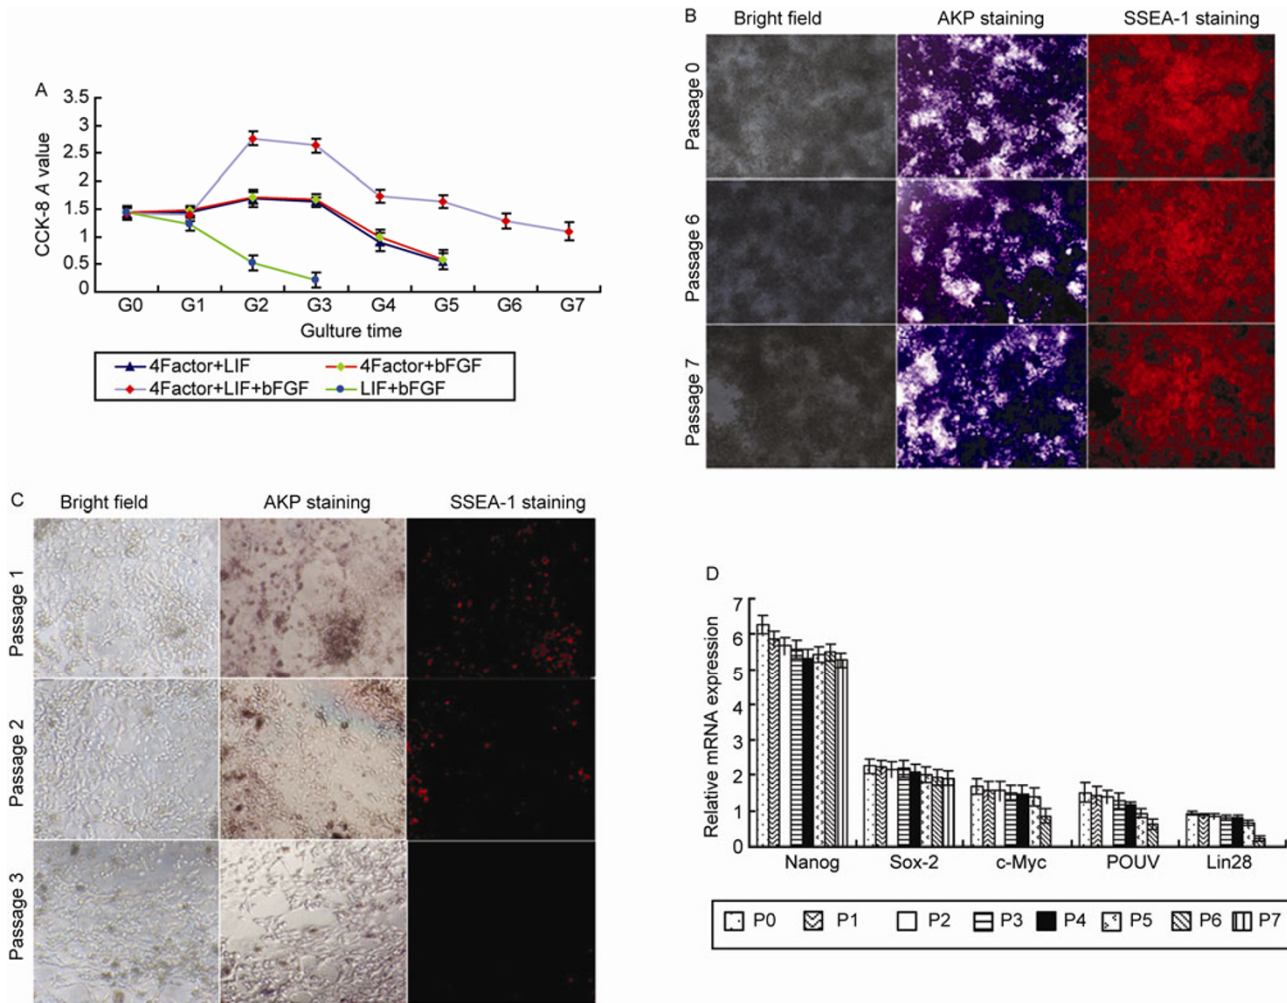 A
3.5
3
2.5
2
1.5
1
0.5
0
CCK-8 A value
G0 G1 G2 G3 G4 G5 G6 G7
Gulture time
4Factor+LIF 4Factor+bFGF
4Factor+LIF+bFGF LIF+bFGF
B
Bright field AKP staining SSEA-1 staining
Passage 0
Passage 6
Passage 7
C
Bright field AKP staining SSEA-1 staining
Passage 1
Passage 2
Passage 3
D
7
6
5
4
3
2
1
0
Relative mRNA expression
Nanog Sox-2 c-Myc POUV Lin28
P0 P1 P2 P3 P4 P5 P6 P7